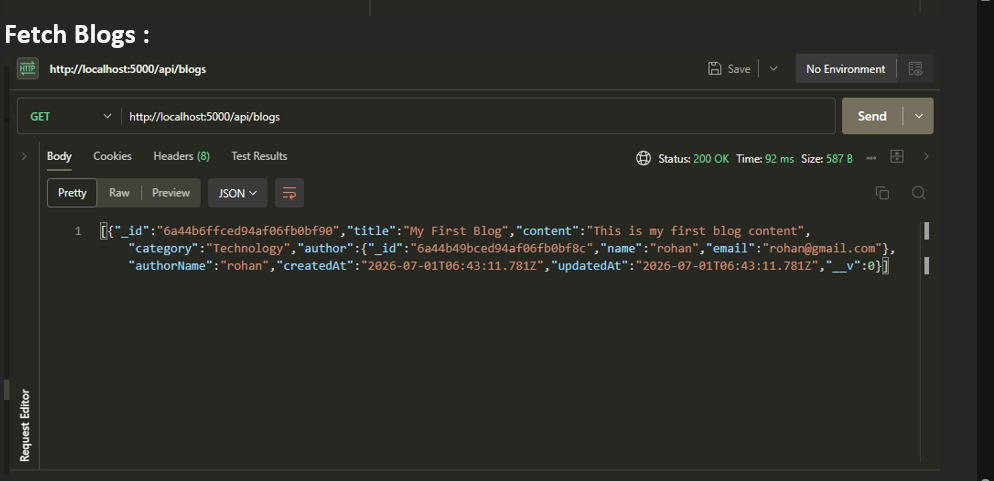 Fetch Blogs :
HTTP http://localhost:5000/api/blogs Save No Environment
GET http://localhost:5000/api/blogs Send
Body Cookies Headers (8) Test Results Status: 200 OK Time: 92 ms Size: 587 B
Pretty Raw Preview JSON
1 [{"_id":"6a44b6ffced94af06fb0bf90","title":"My First Blog","content":"This is my first blog content",
"category":"Technology","author":{"_id":"6a44b49bced94af06fb0bf8c","name":"rohan","email":"rohan@gmail.com"},
"authorName":"rohan","createdAt":"2026-07-01T06:43:11.781Z","updatedAt":"2026-07-01T06:43:11.781Z","__v":0}]
Request Editor